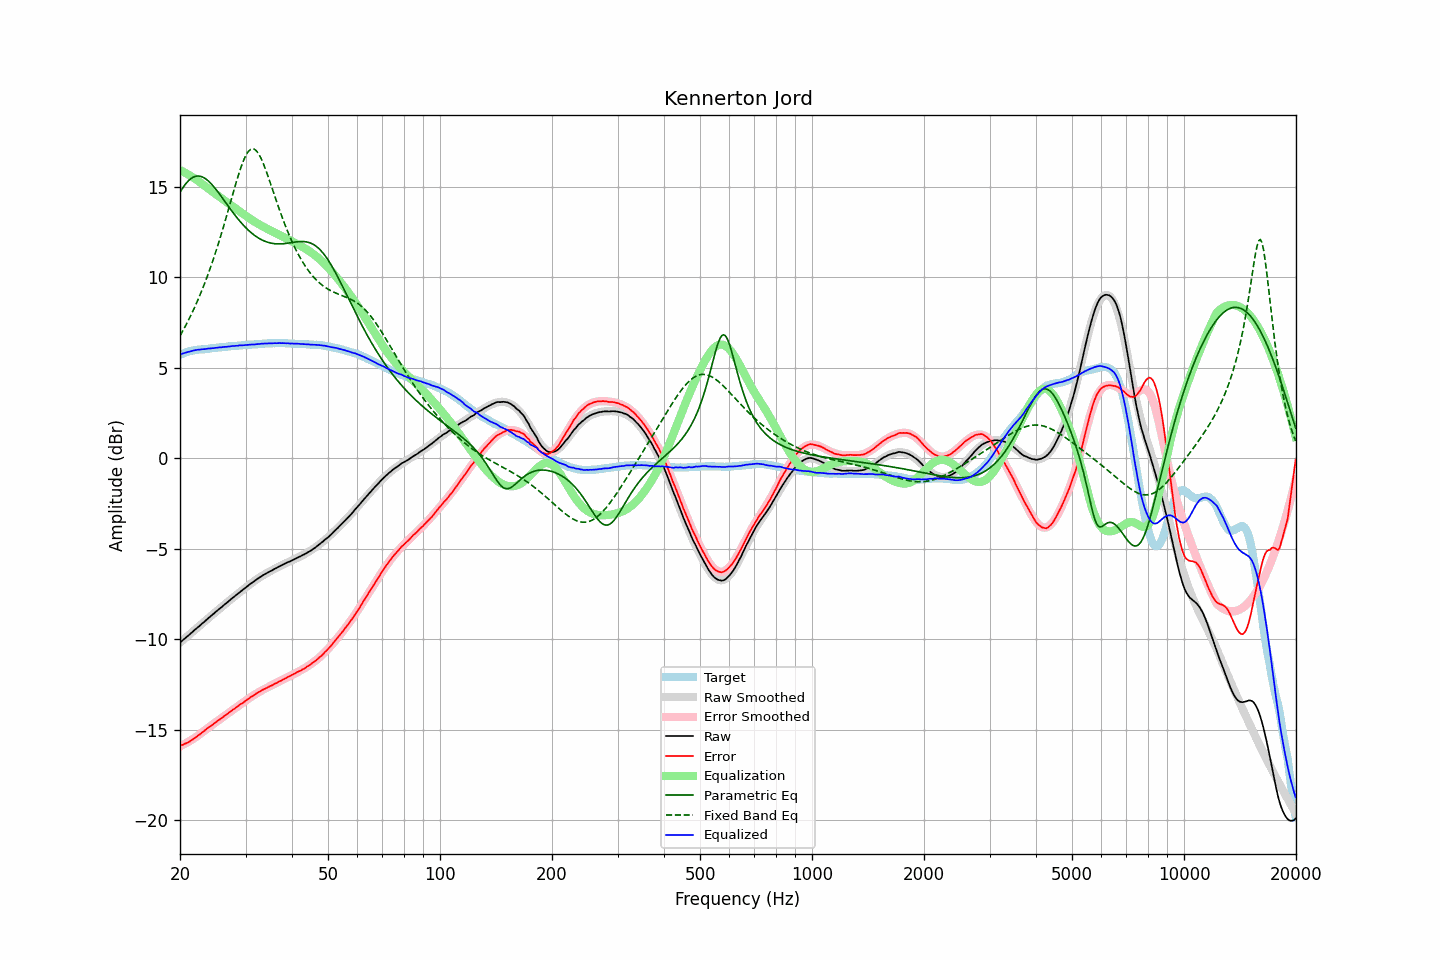 Kennerton Jord
Amplitude (dBr)
15
10
5
0
−5
−10
−15
−20
Target
Raw Smoothed
Error Smoothed
Raw
Error
Equalization
Parametric Eq
Fixed Band Eq
Equalized
20 50 100 200 500 1000 2000 5000 10000 20000
Frequency (Hz)